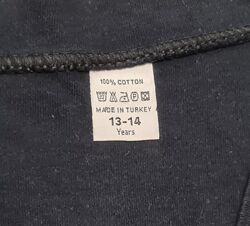 100% COTTON
MADE IN TURKEY
13-14
Years